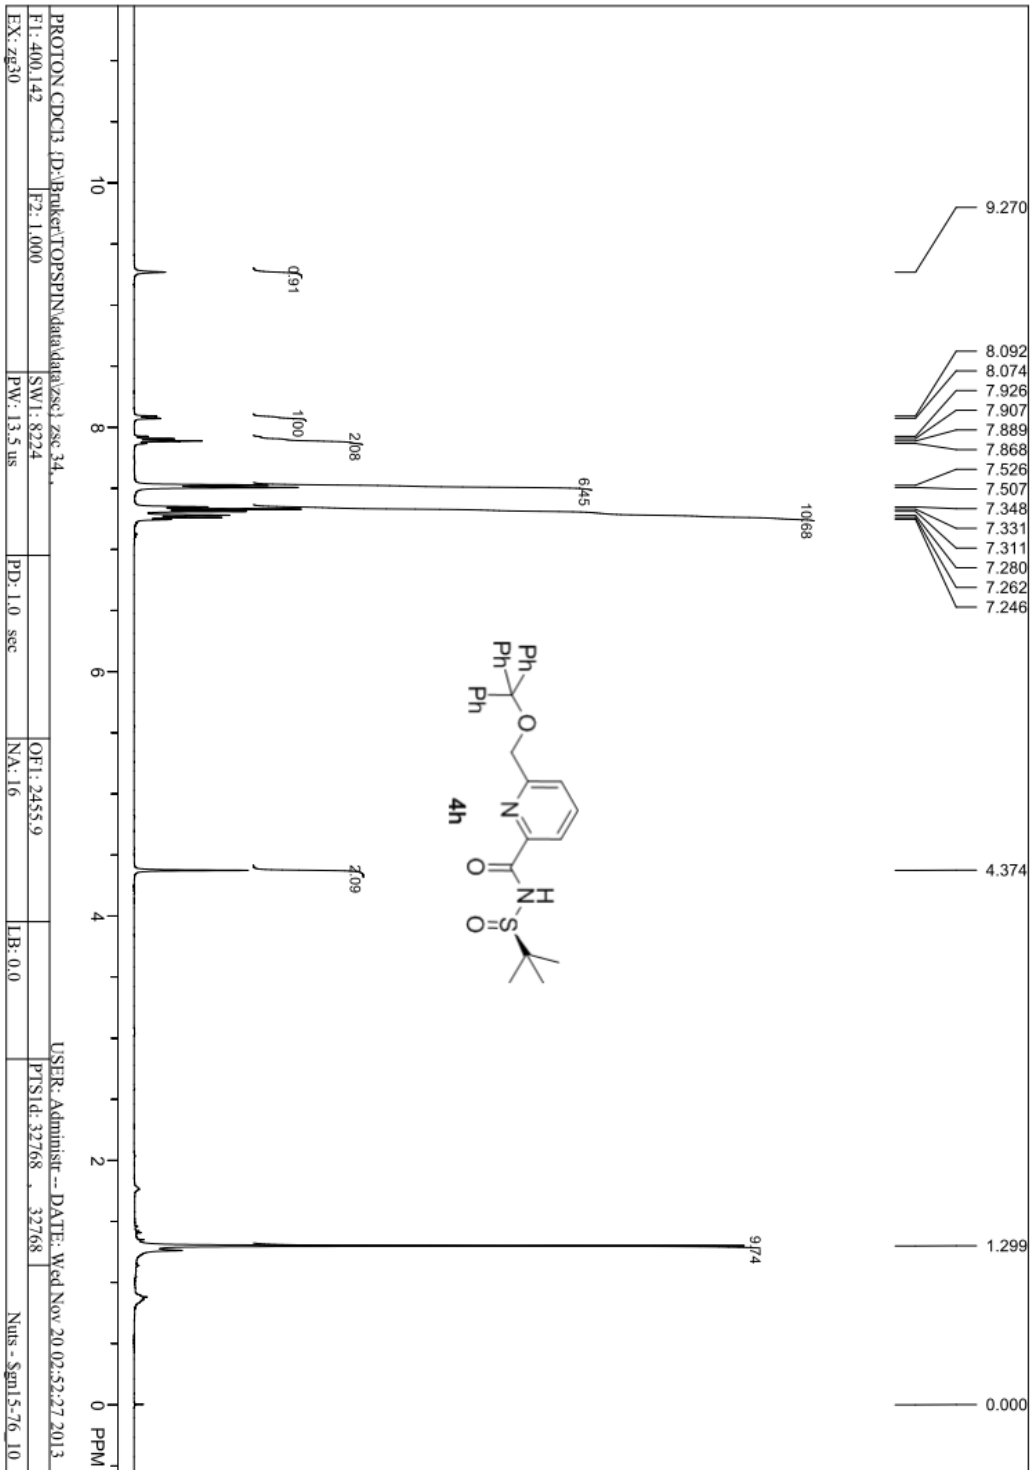 9.270
8.092
8.074
7.926
7.907
7.889
7.868
7.526
7.507
7.348
7.331
7.311
7.280
7.262
7.246
4.374
1.299
0.000
0.91
1.00
2.08
6.45
10.68
2.09
9.74
Ph
Ph
Ph
O
N
O
H
N
S
O
4h
10
8
6
4
2
0
PPM
PROTON CDCl3 {D:\Bruker\TOPSPIN\data\data\zsc} zsc 34, ,
USER: Administr -- DATE: Wed Nov 20 02:52:27 2013
F1: 400.142
F2: 1.000
SW1: 8224
OF1: 2455.9
PTS1d: 32768 , 32768
EX: zg30
PW: 13.5 us
PD: 1.0 sec
NA: 16
LB: 0.0
Nuts - $gn15-76_10